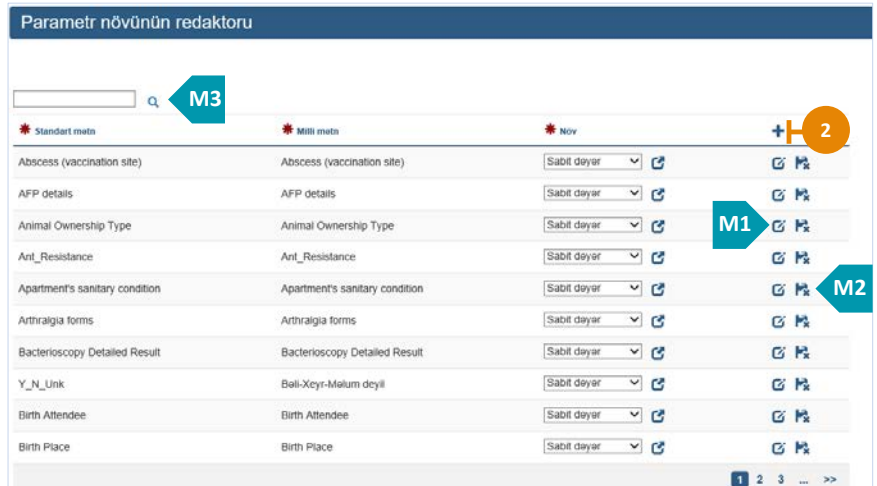 Parametr növünün redaktoru
M3
Standart mətn Milli mətn Növ 2
Abscess (vaccination site) Abscess (vaccination site) Sabit dəyər
AFP details AFP details Sabit dəyər
Animal Ownership Type Animal Ownership Type Sabit dəyər M1
Ant_Resistance Ant_Resistance Sabit dəyər
Apartment's sanitary condition Apartment's sanitary condition Sabit dəyər M2
Arthralgia forms Arthralgia forms Sabit dəyər
Bacterioscopy Detailed Result Bacterioscopy Detailed Result Sabit dəyər
Y_N_Unk Bəli-Xeyr-Məlum deyil Sabit dəyər
Birth Attendee Birth Attendee Sabit dəyər
Birth Place Birth Place Sabit dəyər
1 2 3 ... >>